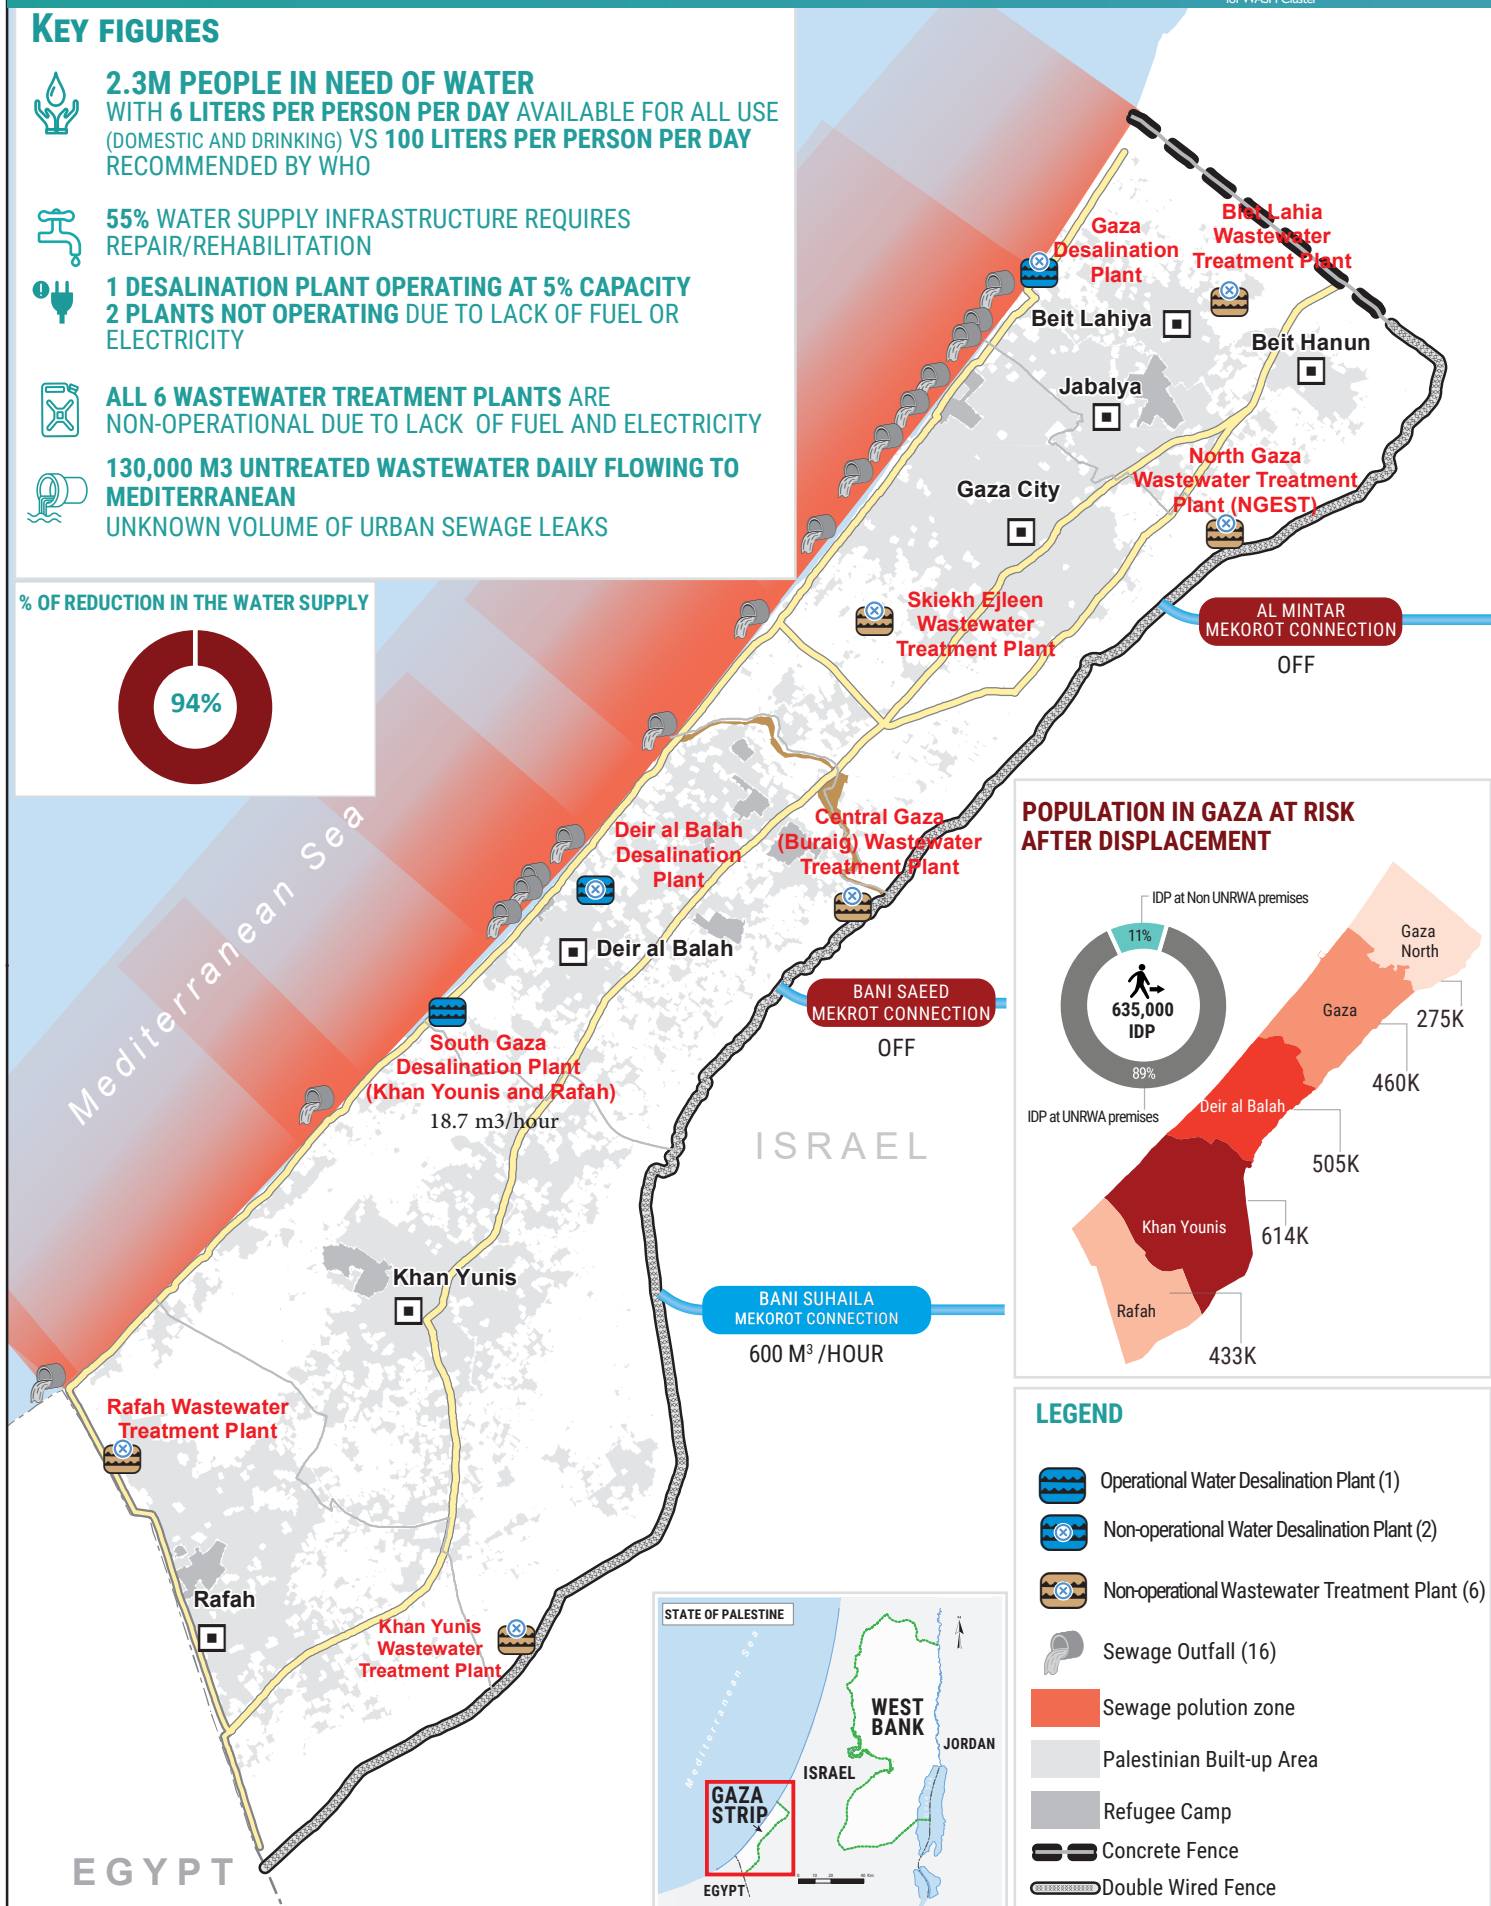 for WASH Cluster
KEY FIGURES
2.3M PEOPLE IN NEED OF WATER
WITH 6 LITERS PER PERSON PER DAY AVAILABLE FOR ALL USE
(DOMESTIC AND DRINKING) VS 100 LITERS PER PERSON PER DAY
RECOMMENDED BY WHO
55% WATER SUPPLY INFRASTRUCTURE REQUIRES
REPAIR/REHABILITATION
1 DESALINATION PLANT OPERATING AT 5% CAPACITY
2 PLANTS NOT OPERATING DUE TO LACK OF FUEL OR
ELECTRICITY
ALL 6 WASTEWATER TREATMENT PLANTS ARE
NON-OPERATIONAL DUE TO LACK OF FUEL AND ELECTRICITY
130,000 M3 UNTREATED WASTEWATER DAILY FLOWING TO
MEDITERRANEAN
UNKNOWN VOLUME OF URBAN SEWAGE LEAKS
% OF REDUCTION IN THE WATER SUPPLY
94%
Mediterranean Sea
Gaza
Desalination
Plant
Biet Lahia
Wastewater
Treatment Plant
Beit Lahiya
Beit Hanun
Jabalya
North Gaza
Wastewater Treatment
Plant (NGEST)
Gaza City
Skiekh Ejleen
Wastewater
Treatment Plant
AL MINTAR
MEKOROT CONNECTION
OFF
Deir al Balah
Desalination
Plant
Central Gaza
(Buraig) Wastewater
Treatment Plant
Deir al Balah
BANI SAEED
MEKROT CONNECTION
OFF
South Gaza
Desalination Plant
(Khan Younis and Rafah)
18.7 m3/hour
ISRAEL
Khan Yunis
BANI SUHAILA
MEKOROT CONNECTION
600 M³ /HOUR
Rafah Wastewater
Treatment Plant
Rafah
Khan Yunis
Wastewater
Treatment Plant
EGYPT
POPULATION IN GAZA AT RISK
AFTER DISPLACEMENT
IDP at Non UNRWA premises
11%
635,000
IDP
89%
IDP at UNRWA premises
Gaza
North
275K
Gaza
460K
Deir al Balah
505K
Khan Younis
614K
Rafah
433K
STATE OF PALESTINE
Mediterranean Sea
WEST
BANK
JORDAN
ISRAEL
GAZA
STRIP
EGYPT
0 10 20 40 Km
LEGEND
Operational Water Desalination Plant (1)
Non-operational Water Desalination Plant (2)
Non-operational Wastewater Treatment Plant (6)
Sewage Outfall (16)
Sewage polution zone
Palestinian Built-up Area
Refugee Camp
Concrete Fence
Double Wired Fence